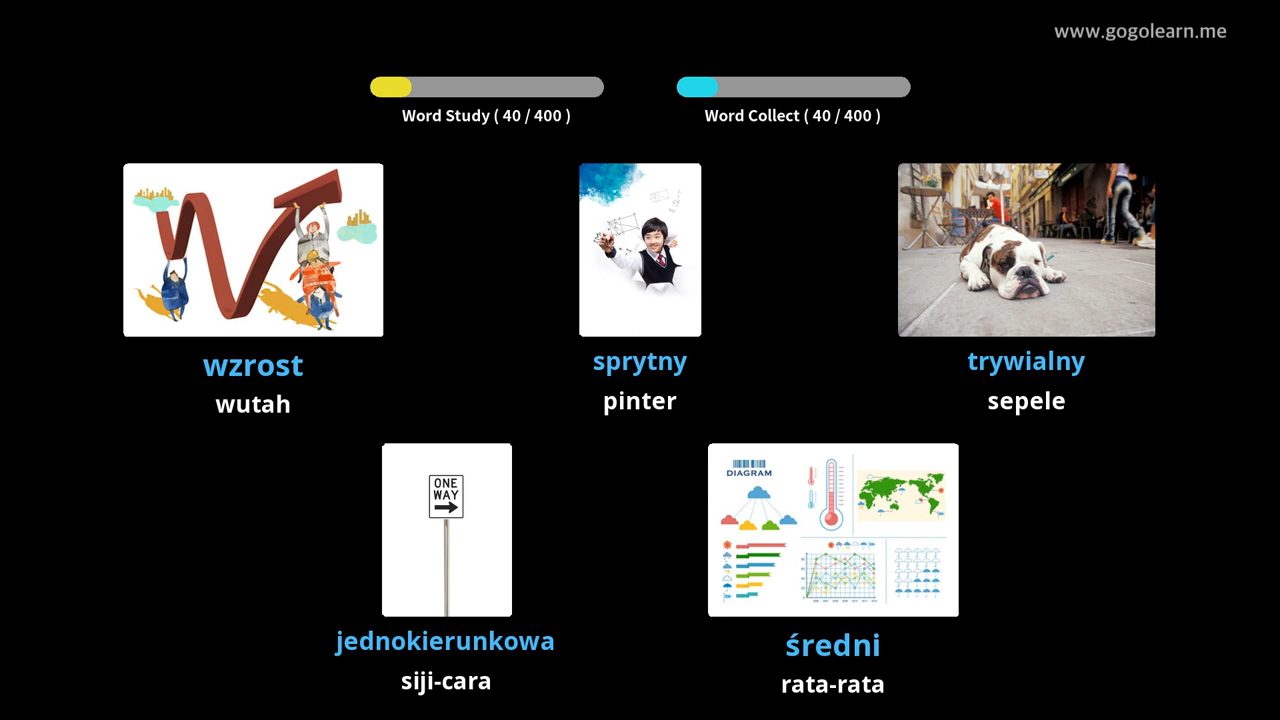 www.gogolearn.me
Word Study ( 40 / 400 )
Word Collect ( 40 / 400 )
wzrost
wutah
sprytny
pinter
trywialny
sepele
ONE
WAY
jednokierunkowa
siji-cara
DIAGRAM
średni
rata-rata